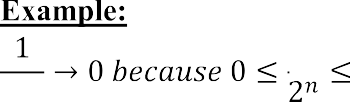 Example:
1
— → 0 because 0 ≤ 2ⁿ ≤